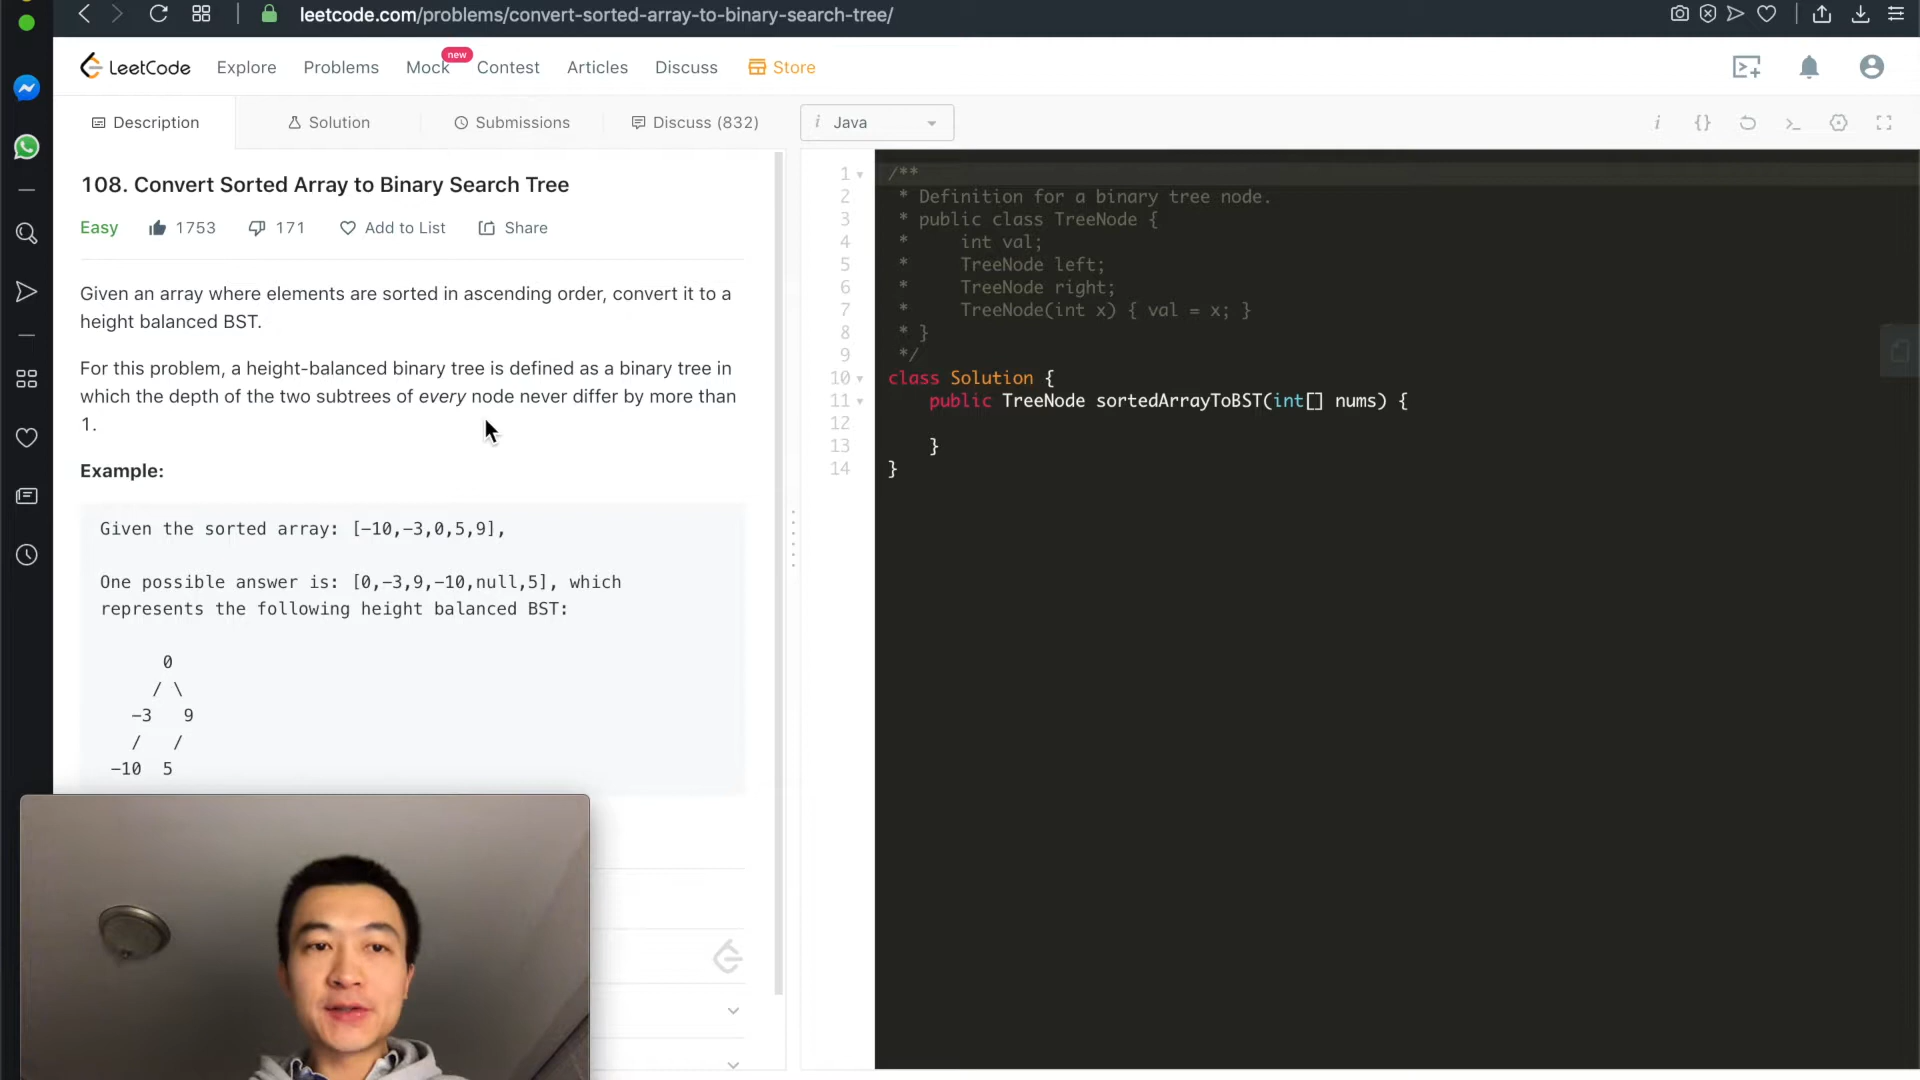 leetcode.com/problems/convert-sorted-array-to-binary-search-tree/
LeetCode Explore Problems Mock new Contest Articles Discuss Store
Description Solution Submissions Discuss (832) i Java
108. Convert Sorted Array to Binary Search Tree
Easy 1753 171 Add to List Share
Given an array where elements are sorted in ascending order, convert it to a
height balanced BST.
For this problem, a height-balanced binary tree is defined as a binary tree in
which the depth of the two subtrees of every node never differ by more than
1.
Example:
Given the sorted array: [-10,-3,0,5,9],
One possible answer is: [0,-3,9,-10,null,5], which
represents the following height balanced BST:
0
/ \
-3 9
/ /
-10 5
1 /**
2 * Definition for a binary tree node.
3 * public class TreeNode {
4 * int val;
5 * TreeNode left;
6 * TreeNode right;
7 * TreeNode(int x) { val = x; }
8 * }
9 */
10 class Solution {
11 public TreeNode sortedArrayToBST(int[] nums) {
12
13 }
14 }